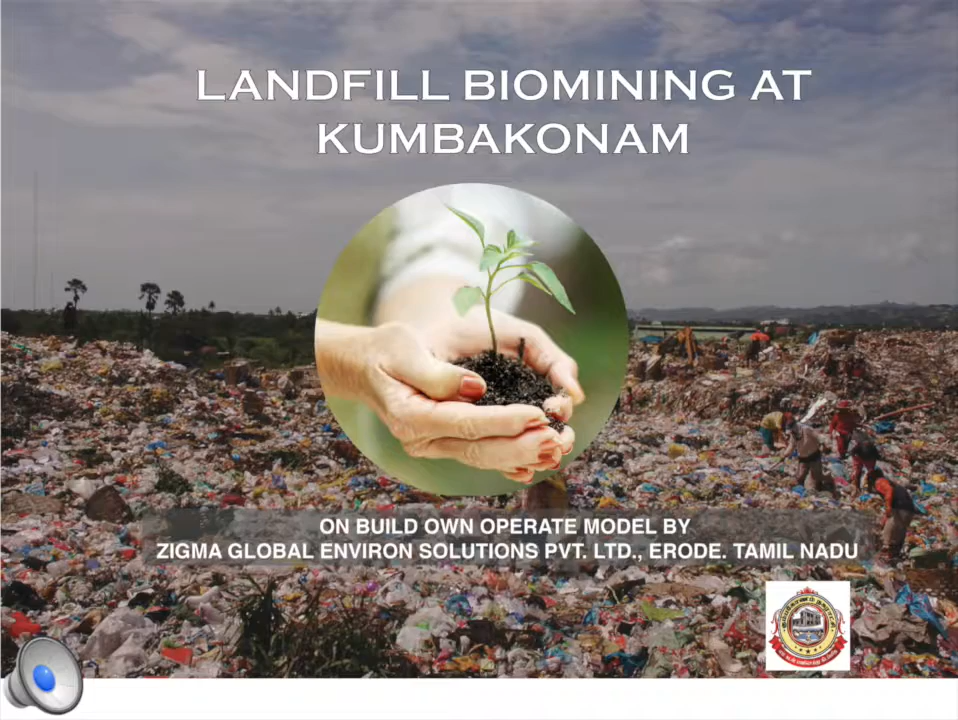 LANDFILL BIOMINING AT
KUMBAKONAM
ON BUILD OWN OPERATE MODEL BY
ZIGMA GLOBAL ENVIRON SOLUTIONS PVT. LTD., ERODE. TAMIL NADU